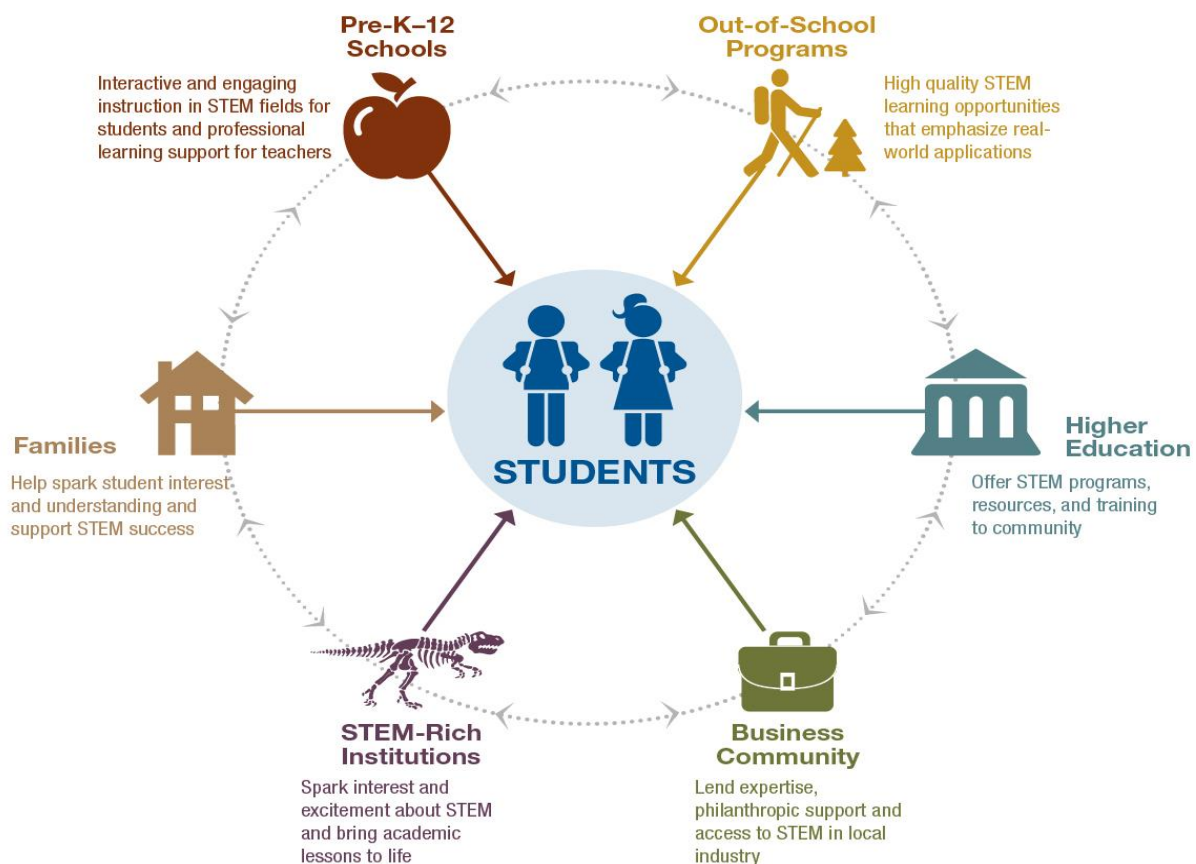 Pre-K–12
Schools
Interactive and engaging
instruction in STEM fields for
students and professional
learning support for teachers
Out-of-School
Programs
High quality STEM
learning opportunities
that emphasize real-
world applications
Families
Help spark student interest
and understanding and
support STEM success
STUDENTS
Higher
Education
Offer STEM programs,
resources, and training
to community
STEM-Rich
Institutions
Spark interest and
excitement about STEM
and bring academic
lessons to life
Business
Community
Lend expertise,
philanthropic support and
access to STEM in local
industry